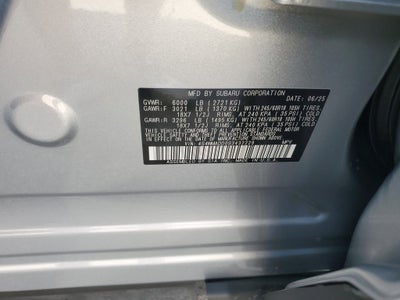 MFD BY SUBARU CORPORATION DATE 06/25
GVWR: 6000 LB ( 2721 KG)
GAWR:F 3021 LB ( 1370 KG) WITH 245/60R18 105H TIRES,
18X7 1/2J RIMS, AT 240 KPA ( 35 PSI) COLD
GAWR:R 3296 LB ( 1495 KG) WITH 245/60R18 105H TIRES,
18X7 1/2J RIMS, AT 240 KPA ( 35 PSI) COLD
THIS VEHICLE CONFORMS TO ALL APPLICABLE FEDERAL MOTOR
VEHICLE SAFETY AND THEFT PREVENTION STANDARDS
IN EFFECT ON THE DATE OF MANUFACTURE SHOWN ABOVE.
VIN: MPV